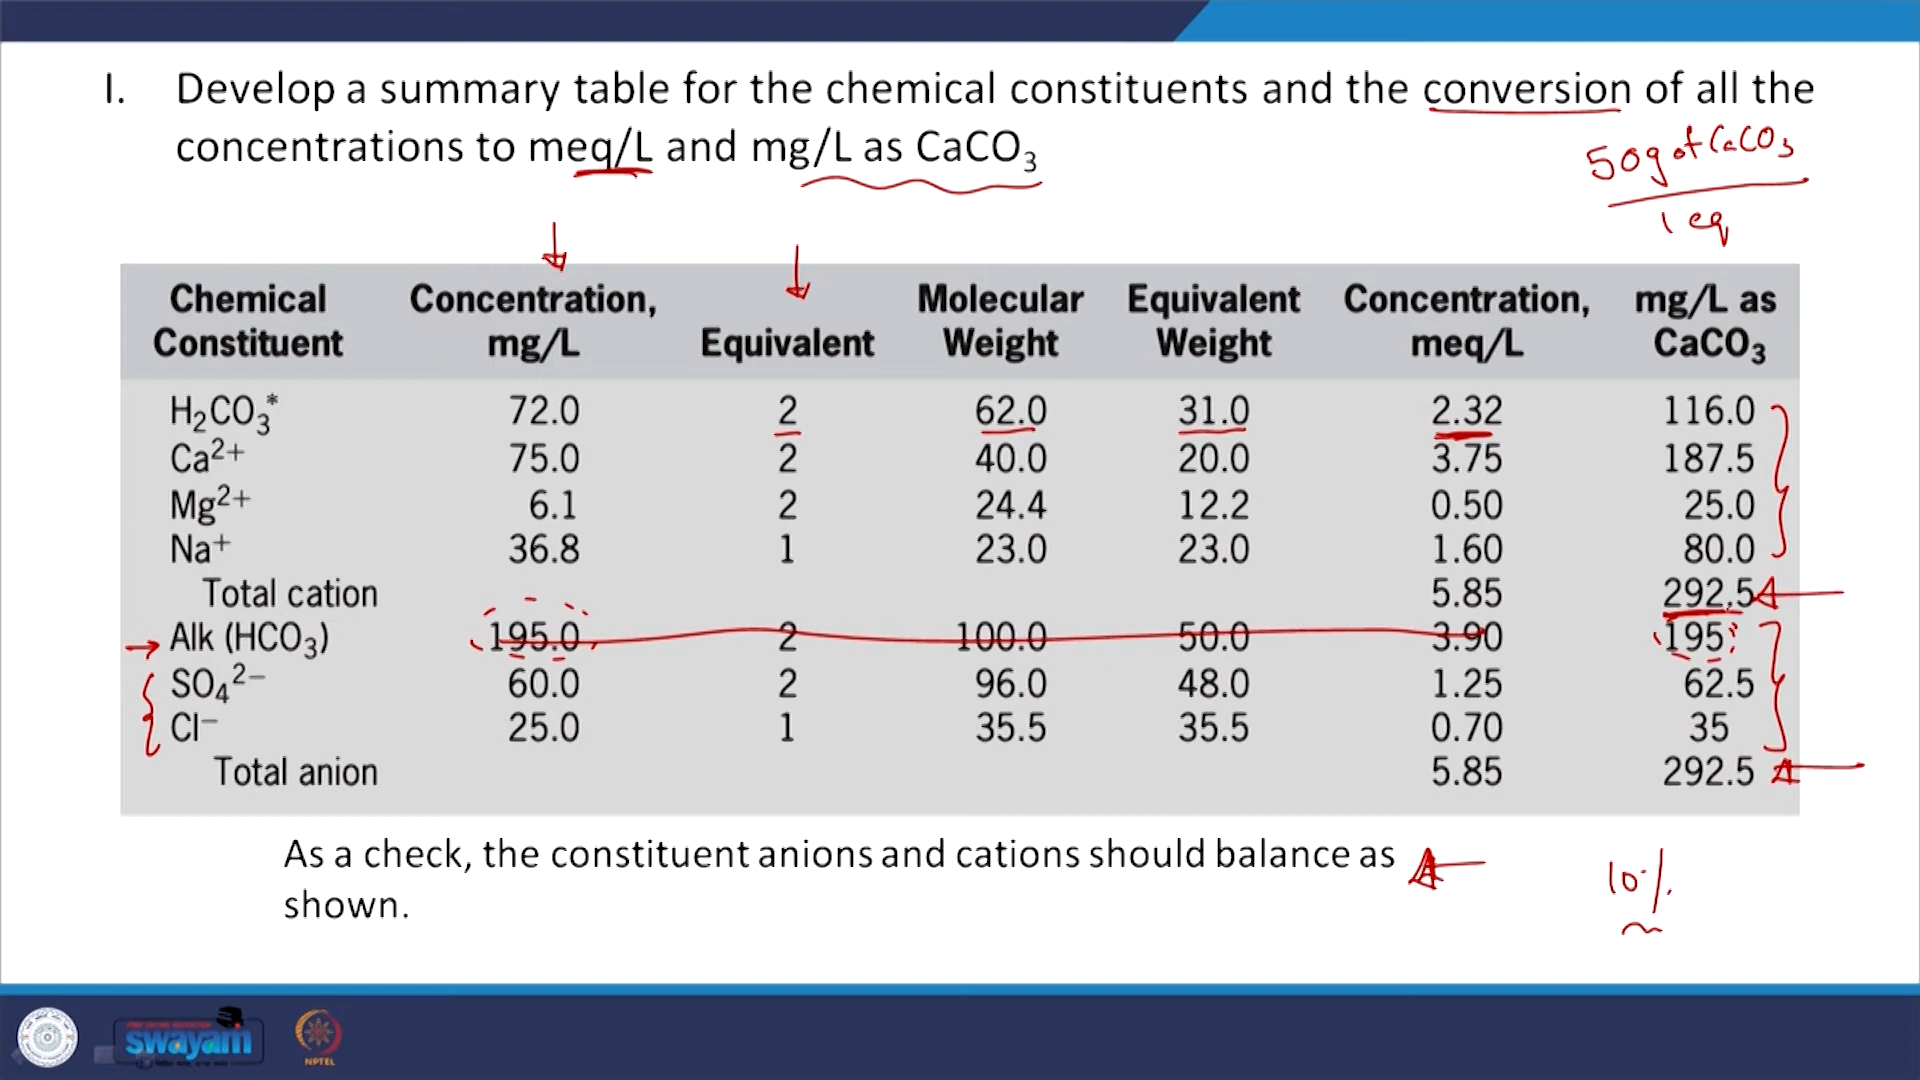 I. Develop a summary table for the chemical constituents and the conversion of all the
concentrations to meq/L and mg/L as CaCO₃
50g of CaCO₃
1 eq
Chemical Constituent Concentration, mg/L Equivalent Molecular Weight Equivalent Weight Concentration, meq/L mg/L as CaCO₃
H₂CO₃* 72.0 2 62.0 31.0 2.32 116.0
Ca²⁺ 75.0 2 40.0 20.0 3.75 187.5
Mg²⁺ 6.1 2 24.4 12.2 0.50 25.0
Na⁺ 36.8 1 23.0 23.0 1.60 80.0
Total cation 5.85 292.5
Alk (HCO₃) 195.0 2 100.0 50.0 3.90 195
SO₄²⁻ 60.0 2 96.0 48.0 1.25 62.5
Cl⁻ 25.0 1 35.5 35.5 0.70 35
Total anion 5.85 292.5
As a check, the constituent anions and cations should balance as
shown.
10%
swayam
NPTEL